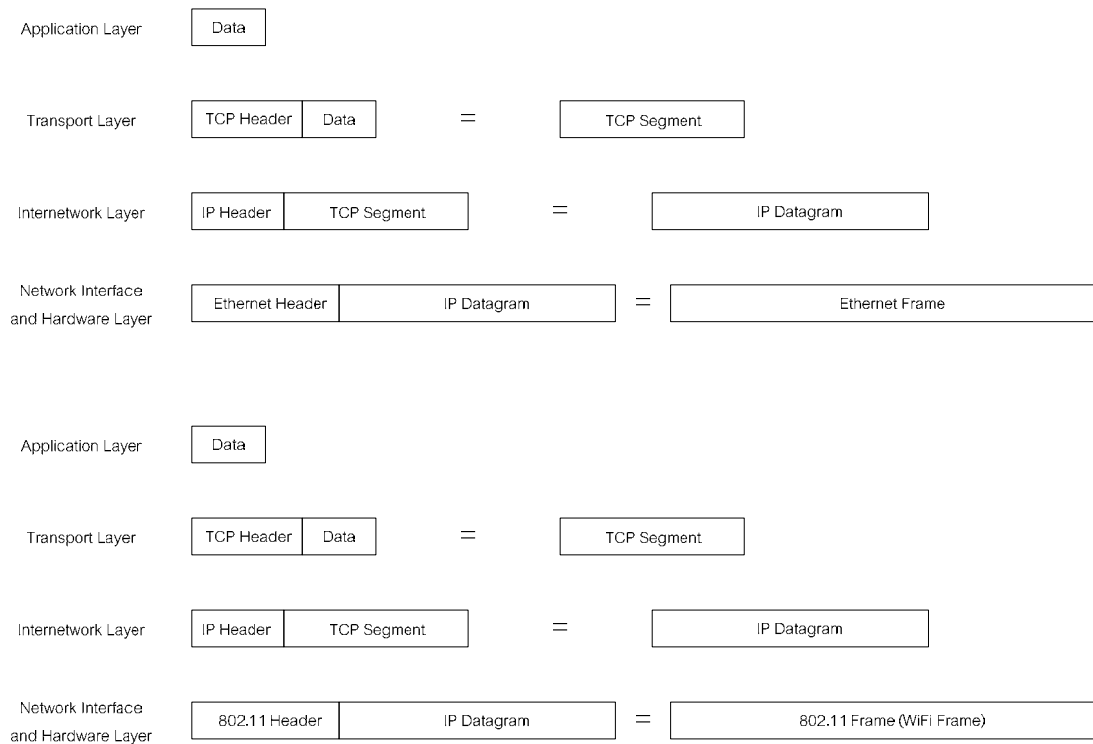 Application Layer Data
Transport Layer TCP Header Data = TCP Segment
Internetwork Layer IP Header TCP Segment = IP Datagram
Network Interface
and Hardware Layer Ethernet Header IP Datagram = Ethernet Frame
Application Layer Data
Transport Layer TCP Header Data = TCP Segment
Internetwork Layer IP Header TCP Segment = IP Datagram
Network Interface
and Hardware Layer 802.11 Header IP Datagram = 802.11 Frame (WiFi Frame)